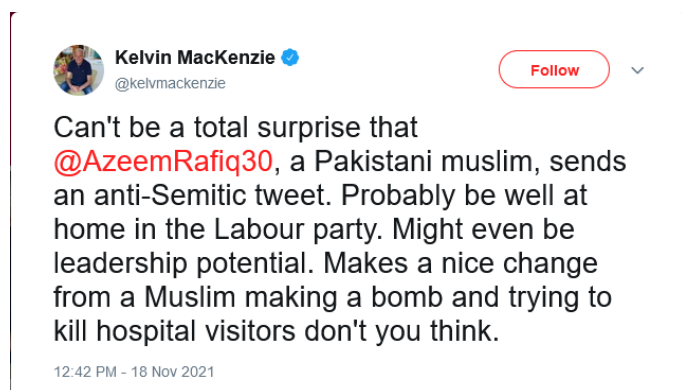 Kelvin MacKenzie
@kelvmackenzie
Follow
Can't be a total surprise that
@AzeemRafiq30, a Pakistani muslim, sends
an anti-Semitic tweet. Probably be well at
home in the Labour party. Might even be
leadership potential. Makes a nice change
from a Muslim making a bomb and trying to
kill hospital visitors don't you think.
12:42 PM - 18 Nov 2021